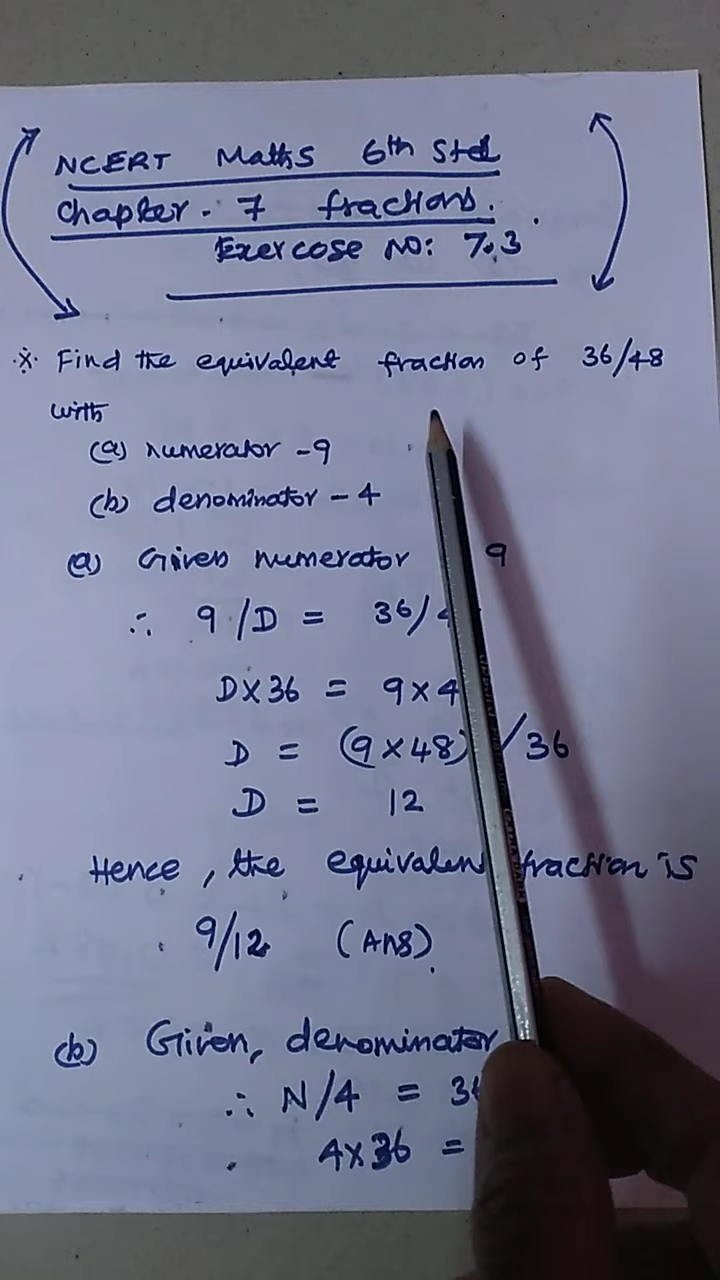 NCERT Maths 6th Std
Chapter. 7 fractions.
Exercose NO: 7.3
Find the equivalent fraction of 36/48
with
(a) numerator - 9
(b) denominator - 4
(a) Given numerator 9
∴ 9/D = 36/4
D×36 = 9×4
D = (9×48)/36
D = 12
Hence, the equivalent fraction is
9/12 (Ans).
(b) Given, denominator
∴ N/4 = 3
4×36 =